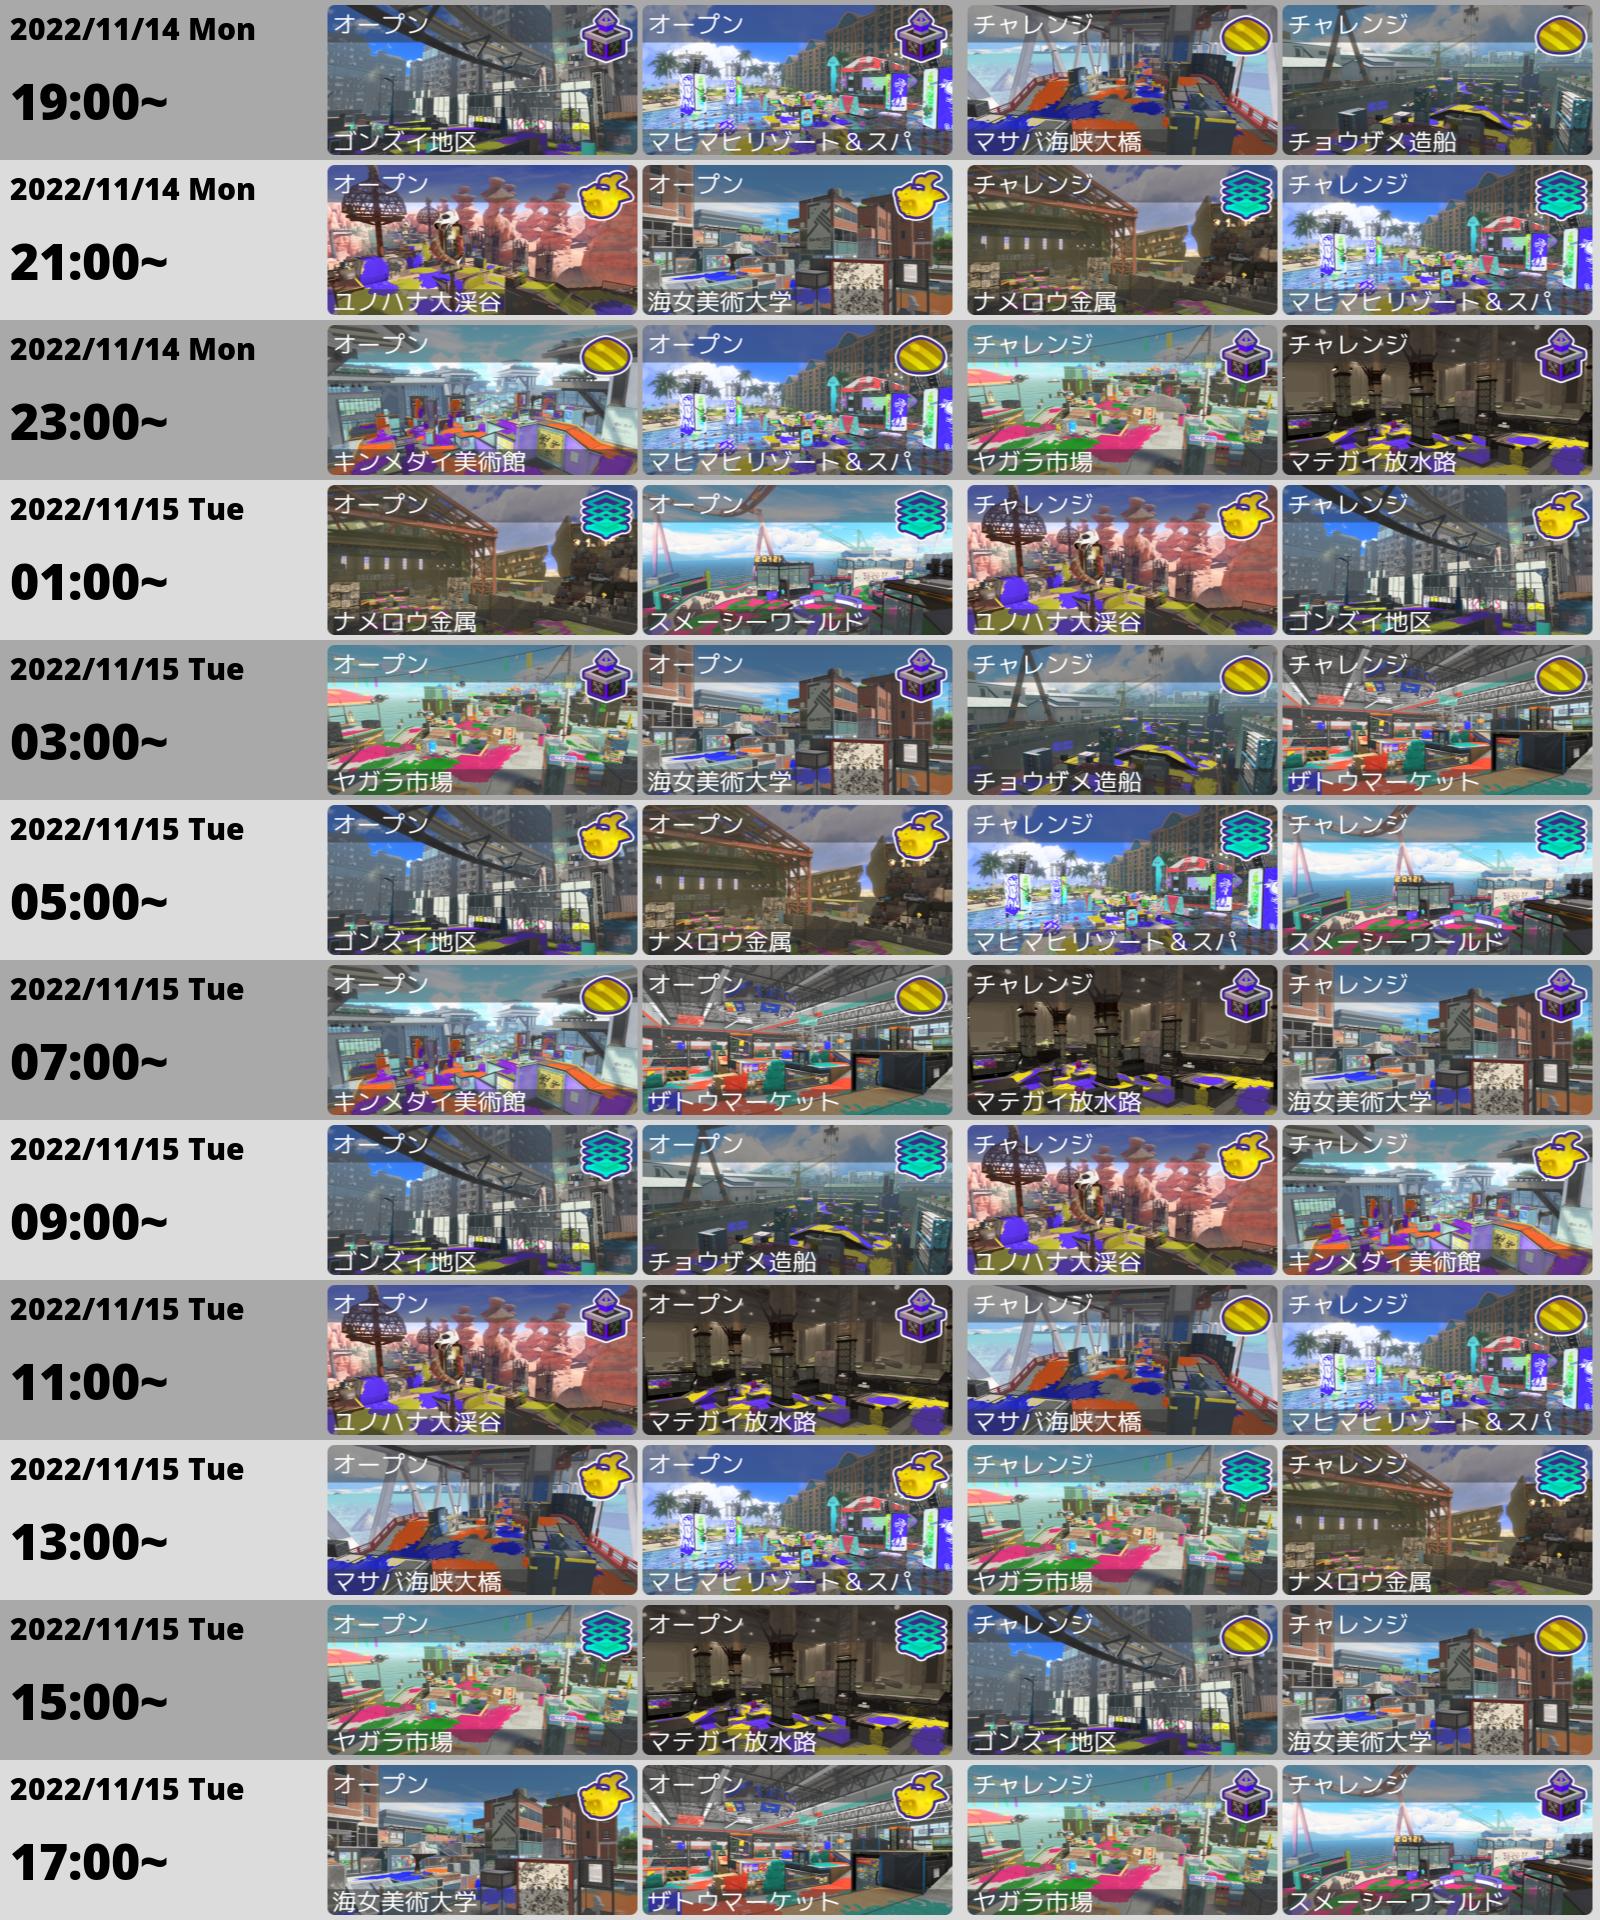 2022/11/14 Mon
19:00~
オープン
ゴンズイ地区
オープン
マヒマヒリゾート＆スパ
チャレンジ
マサバ海峡大橋
チャレンジ
チョウザメ造船
2022/11/14 Mon
21:00~
オープン
ユノハナ大渓谷
オープン
海女美術大学
チャレンジ
ナメロウ金属
チャレンジ
マヒマヒリゾート＆スパ
2022/11/14 Mon
23:00~
オープン
キンメダイ美術館
オープン
マヒマヒリゾート＆スパ
チャレンジ
ヤガラ市場
チャレンジ
マテガイ放水路
2022/11/15 Tue
01:00~
オープン
ナメロウ金属
オープン
スメーシーワールド
チャレンジ
ユノハナ大渓谷
チャレンジ
ゴンズイ地区
2022/11/15 Tue
03:00~
オープン
ヤガラ市場
オープン
海女美術大学
チャレンジ
チョウザメ造船
チャレンジ
ザトウマーケット
2022/11/15 Tue
05:00~
オープン
ゴンズイ地区
オープン
ナメロウ金属
チャレンジ
マヒマヒリゾート＆スパ
チャレンジ
スメーシーワールド
2022/11/15 Tue
07:00~
オープン
キンメダイ美術館
オープン
ザトウマーケット
チャレンジ
マテガイ放水路
チャレンジ
海女美術大学
2022/11/15 Tue
09:00~
オープン
ゴンズイ地区
オープン
チョウザメ造船
チャレンジ
ユノハナ大渓谷
チャレンジ
キンメダイ美術館
2022/11/15 Tue
11:00~
オープン
ユノハナ大渓谷
オープン
マテガイ放水路
チャレンジ
マサバ海峡大橋
チャレンジ
マヒマヒリゾート＆スパ
2022/11/15 Tue
13:00~
オープン
マサバ海峡大橋
オープン
マヒマヒリゾート＆スパ
チャレンジ
ヤガラ市場
チャレンジ
ナメロウ金属
2022/11/15 Tue
15:00~
オープン
ヤガラ市場
オープン
マテガイ放水路
チャレンジ
ゴンズイ地区
チャレンジ
海女美術大学
2022/11/15 Tue
17:00~
オープン
海女美術大学
オープン
ザトウマーケット
チャレンジ
ヤガラ市場
チャレンジ
スメーシーワールド